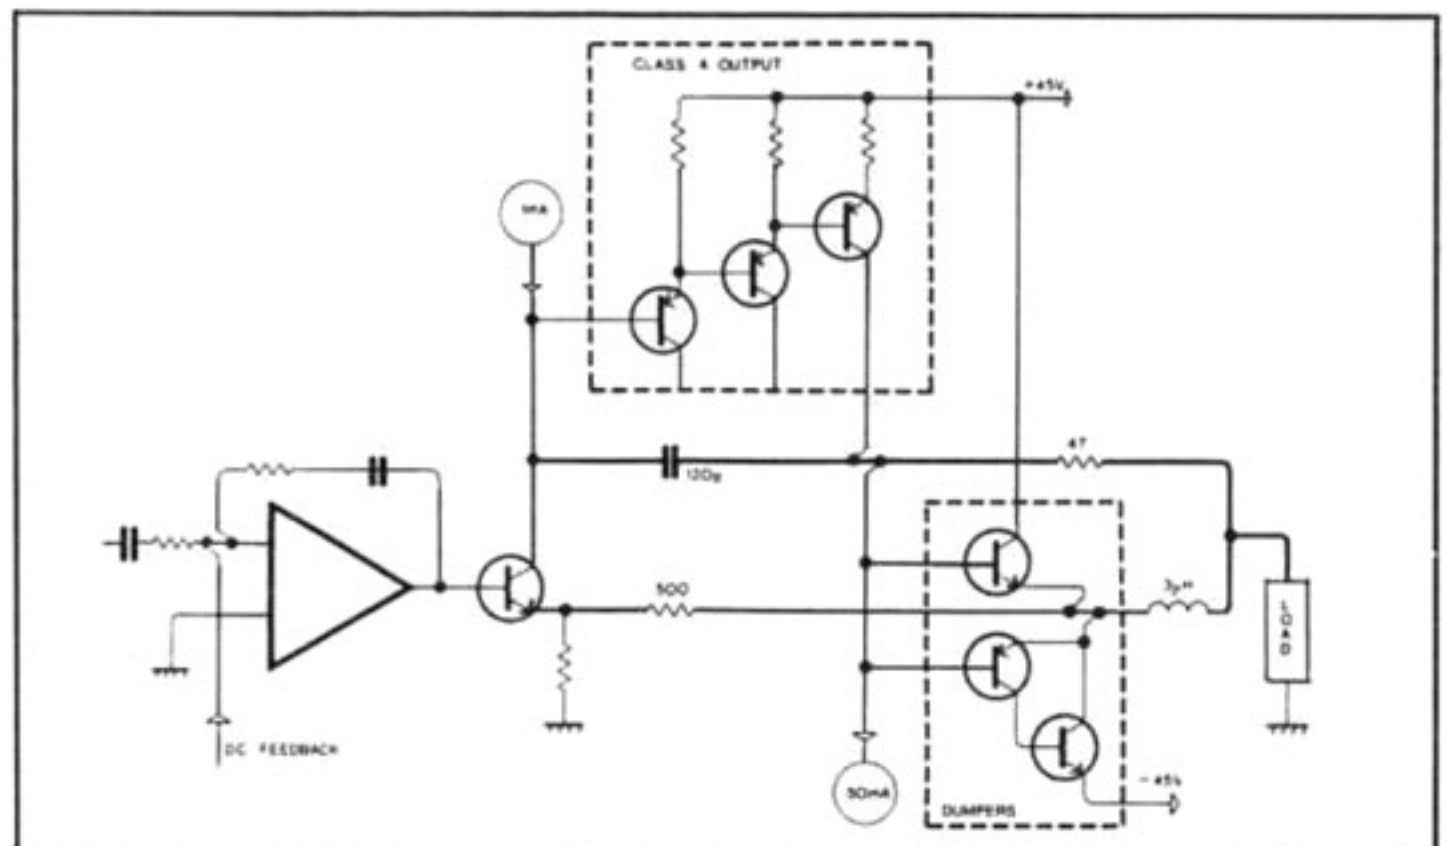 CLASS A OUTPUT
+45V
1mA
47
120p
500
3µH
LOAD
DC FEEDBACK
50mA
-45V
DUMPERS